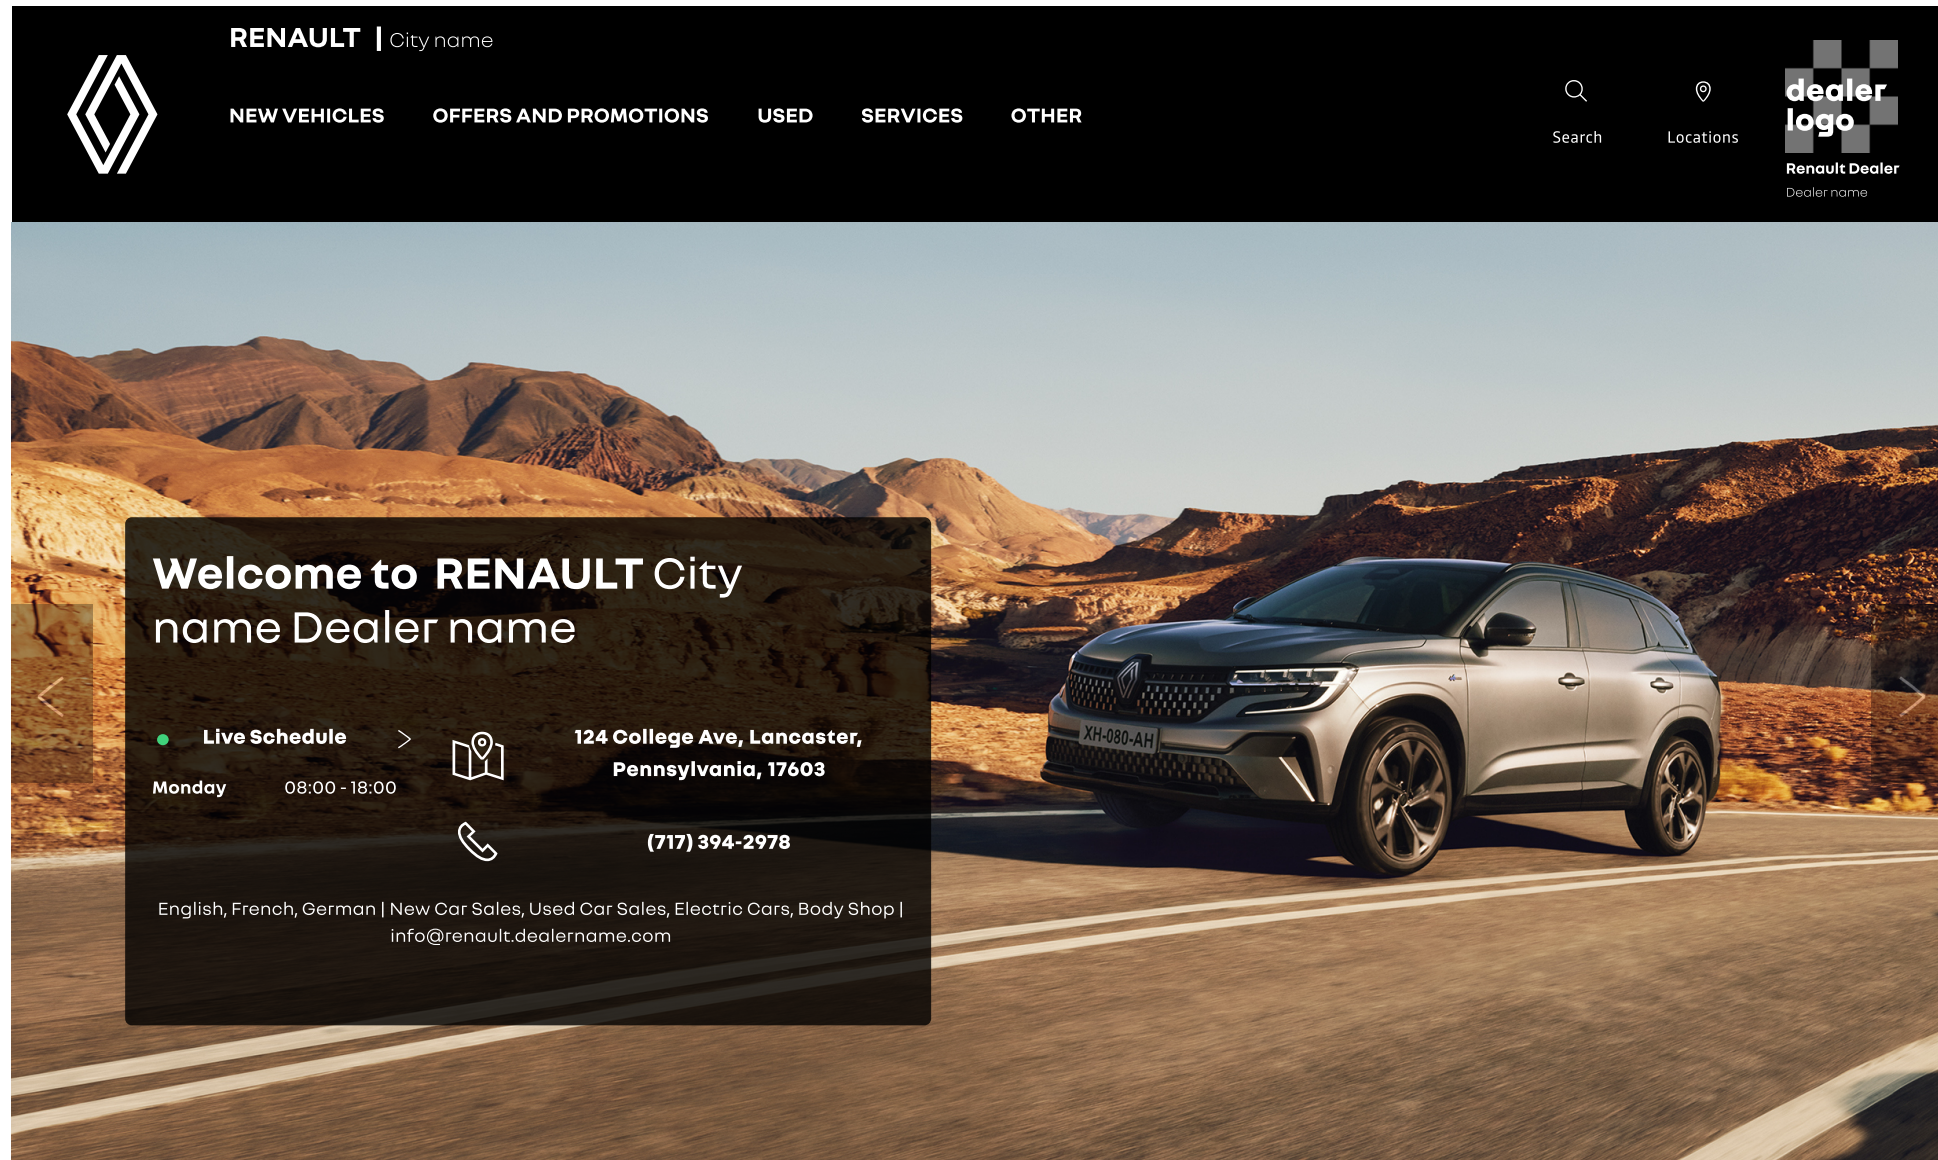 RENAULT | City name
NEW VEHICLES OFFERS AND PROMOTIONS USED SERVICES OTHER
Search
Locations
dealer
logo
Renault Dealer
Dealer name
Welcome to RENAULT City
name Dealer name
Live Schedule >
Monday 08:00 - 18:00
124 College Ave, Lancaster,
Pennsylvania, 17603
(717) 394-2978
English, French, German | New Car Sales, Used Car Sales, Electric Cars, Body Shop |
info@renault.dealername.com
XH-080-AH